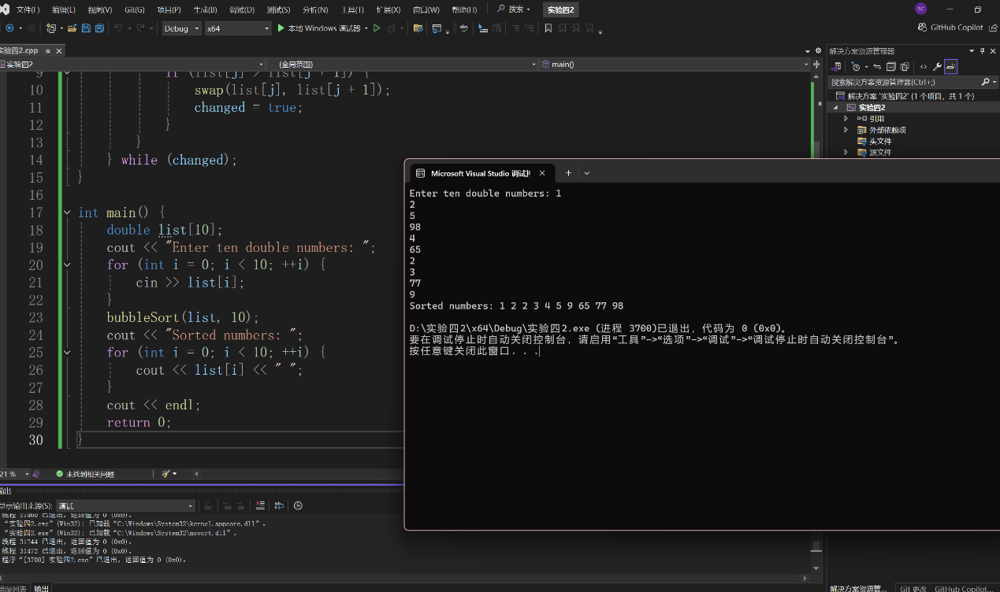 文件(F) 编辑(E) 视图(V) Git(G) 项目(P) 生成(B) 调试(D) 测试(S) 分析(N) 工具(T) 扩展(X) 窗口(W) 帮助(H) 搜索 实验四2 SC
Debug x64 本地 Windows 调试器 GitHub Copilot
实验四2.cpp
实验四2 (全局范围) main()
9 if (list[j] > list[j + 1]) {
10 swap(list[j], list[j + 1]);
11 changed = true;
12 }
13 }
14 } while (changed);
15 }
16
17 int main() {
18 double list[10];
19 cout << "Enter ten double numbers: ";
20 for (int i = 0; i < 10; ++i) {
21 cin >> list[i];
22 }
23 bubbleSort(list, 10);
24 cout << "Sorted numbers: ";
25 for (int i = 0; i < 10; ++i) {
26 cout << list[i] << " ";
27 }
28 cout << endl;
29 return 0;
30 }
21 % 未找到相关问题
输出
显示输出来源(S): 调试
线程 21460 已退出，返回值为 0 (0x0)。
“实验四2.exe”(Win32): 已加载“C:\Windows\System32\kernel.appcore.dll”。
“实验四2.exe”(Win32): 已加载“C:\Windows\System32\msvcrt.dll”。
线程 31244 已退出，返回值为 0 (0x0)。
线程 31472 已退出，返回值为 0 (0x0)。
程序“[3700] 实验四2.exe”已退出，返回值为 0 (0x0)。
错误列表 输出
Microsoft Visual Studio 调试
Enter ten double numbers: 1
2
5
98
4
65
2
3
77
9
Sorted numbers: 1 2 2 3 4 5 9 65 77 98
D:\实验四2\x64\Debug\实验四2.exe (进程 3700)已退出，代码为 0 (0x0)。
要在调试停止时自动关闭控制台，请启用“工具”->“选项”->“调试”->“调试停止时自动关闭控制台”。
按任意键关闭此窗口. . .
解决方案资源管理器
搜索解决方案资源管理器(Ctrl+;)
解决方案 '实验四2' (1 个项目，共 1 个)
实验四2
引用
外部依赖项
头文件
源文件
解决方案资源管... Git 更改 GitHub Copilot...